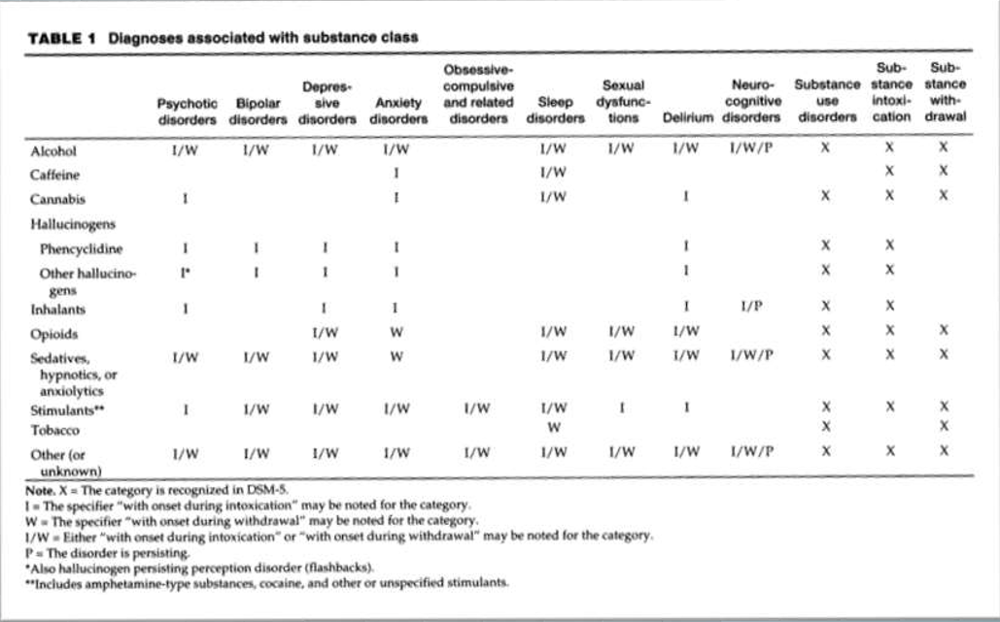 TABLE 1 Diagnoses associated with substance class
Psychotic disorders Bipolar disorders Depres-sive disorders Anxiety disorders Obsessive-compulsive and related disorders Sleep disorders Sexual dysfunc-tions Delirium Neuro-cognitive disorders Substance use disorders Sub-stance intoxi-cation Sub-stance with-drawal
Alcohol I/W I/W I/W I/W I/W I/W I/W I/W/P X X X
Caffeine I I/W X X
Cannabis I I I/W I X X X
Hallucinogens
Phencyclidine I I I I I X X
Other hallucino-gens I* I I I I X X
Inhalants I I I I I/P X X
Opioids I/W W I/W I/W I/W X X X
Sedatives, hypnotics, or anxiolytics I/W I/W I/W W I/W I/W I/W I/W/P X X X
Stimulants** I I/W I/W I/W I/W I/W I I X X X
Tobacco W X X
Other (or unknown) I/W I/W I/W I/W I/W I/W I/W I/W I/W/P X X X
Note. X = The category is recognized in DSM-5.
I = The specifier "with onset during intoxication" may be noted for the category.
W = The specifier "with onset during withdrawal" may be noted for the category.
I/W = Either "with onset during intoxication" or "with onset during withdrawal" may be noted for the category.
P = The disorder is persisting.
*Also hallucinogen persisting perception disorder (flashbacks).
**Includes amphetamine-type substances, cocaine, and other or unspecified stimulants.